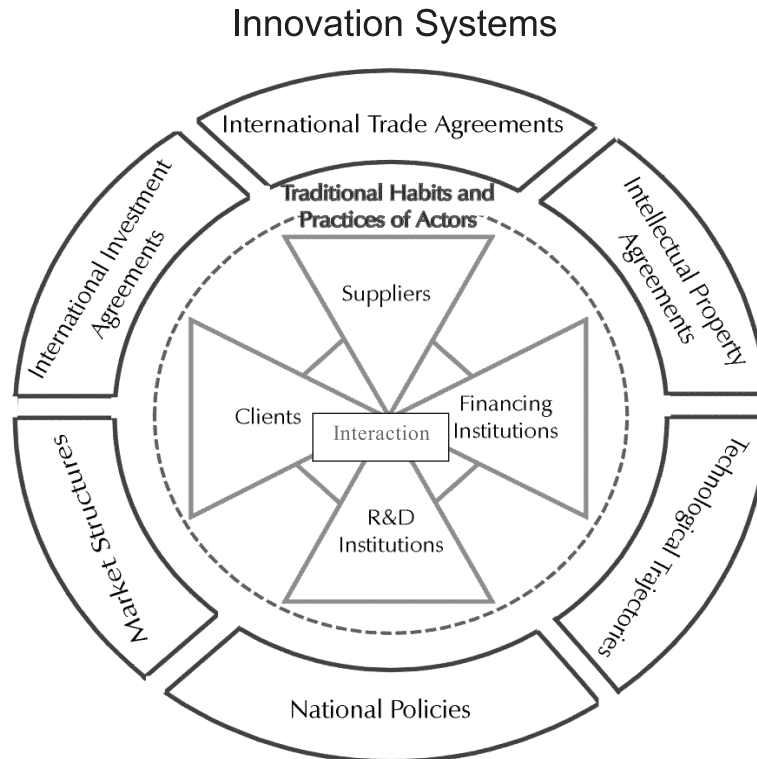 Innovation Systems
International Trade Agreements
Traditional Habits and
Practices of Actors
International Investment
Agreements
Intellectual Property
Agreements
Suppliers
Clients
Financing
Institutions
Interaction
R&D
Institutions
Market Structures
Technological Trajectories
National Policies